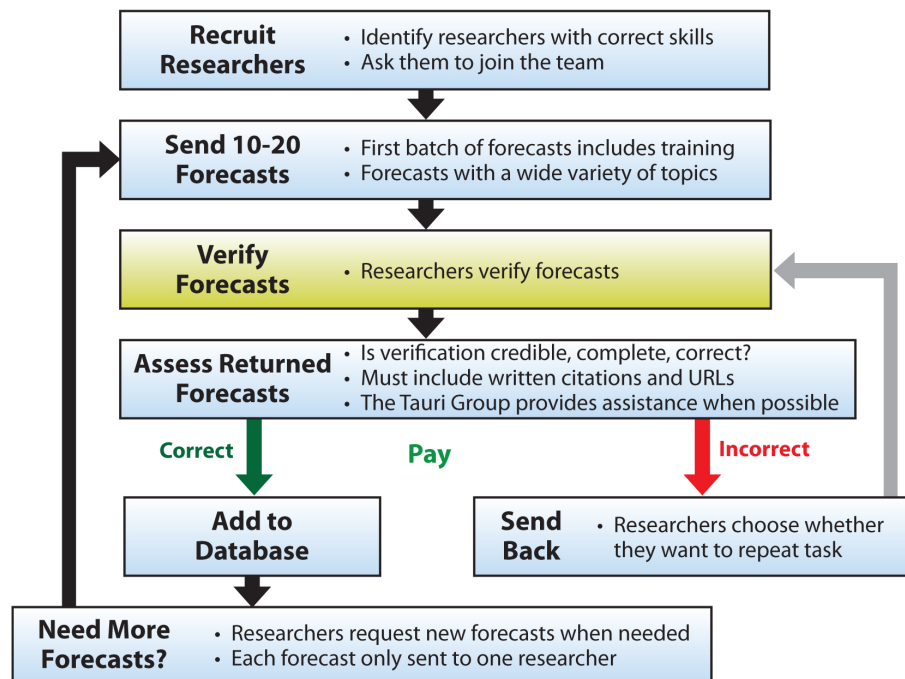 Recruit
Researchers
• Identify researchers with correct skills
• Ask them to join the team
Send 10-20
Forecasts
• First batch of forecasts includes training
• Forecasts with a wide variety of topics
Verify
Forecasts
• Researchers verify forecasts
Assess Returned
Forecasts
• Is verification credible, complete, correct?
• Must include written citations and URLs
• The Tauri Group provides assistance when possible
Correct
Pay
Incorrect
Add to
Database
Send
Back
• Researchers choose whether
they want to repeat task
Need More
Forecasts?
• Researchers request new forecasts when needed
• Each forecast only sent to one researcher